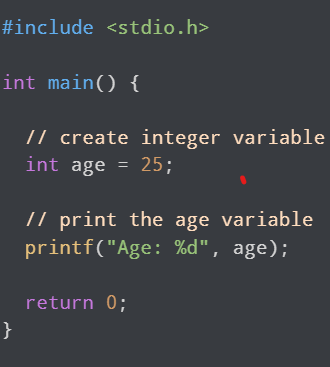 #include <stdio.h>
int main() {
// create integer variable
int age = 25;
// print the age variable
printf("Age: %d", age);
return 0;
}